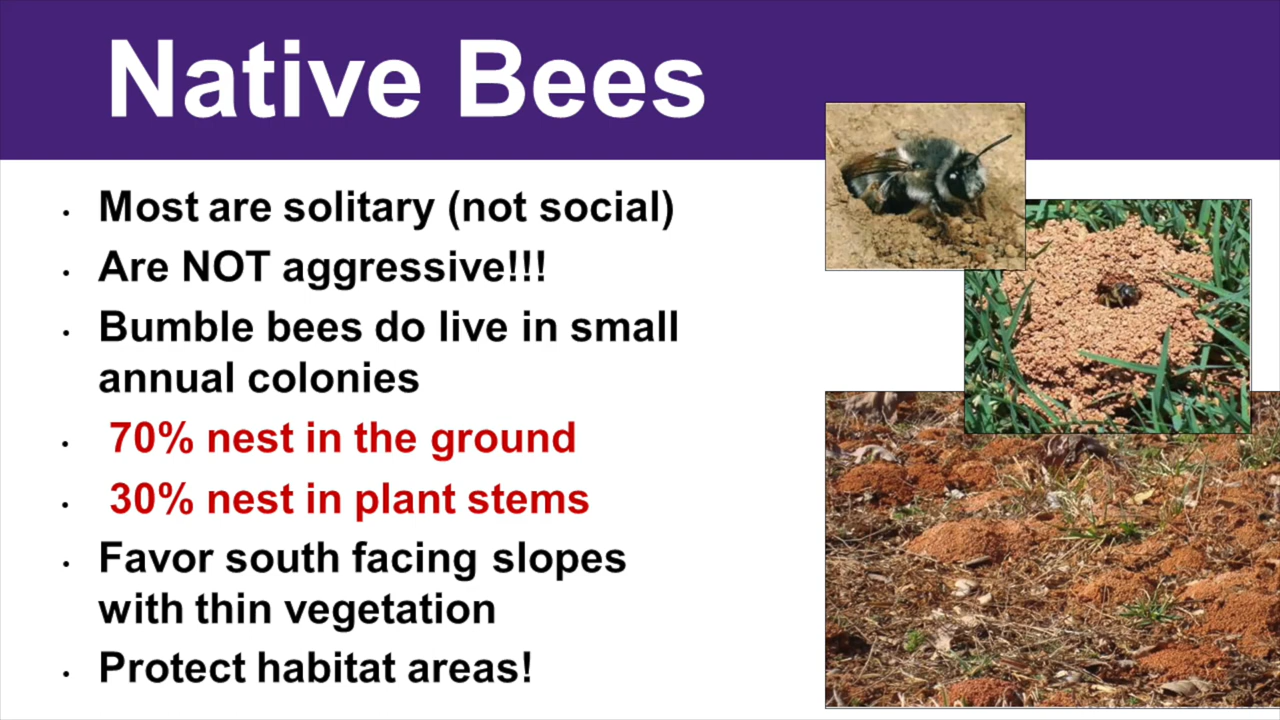 Native Bees
• Most are solitary (not social)
• Are NOT aggressive!!!
• Bumble bees do live in small
annual colonies
• 70% nest in the ground
• 30% nest in plant stems
• Favor south facing slopes
with thin vegetation
• Protect habitat areas!